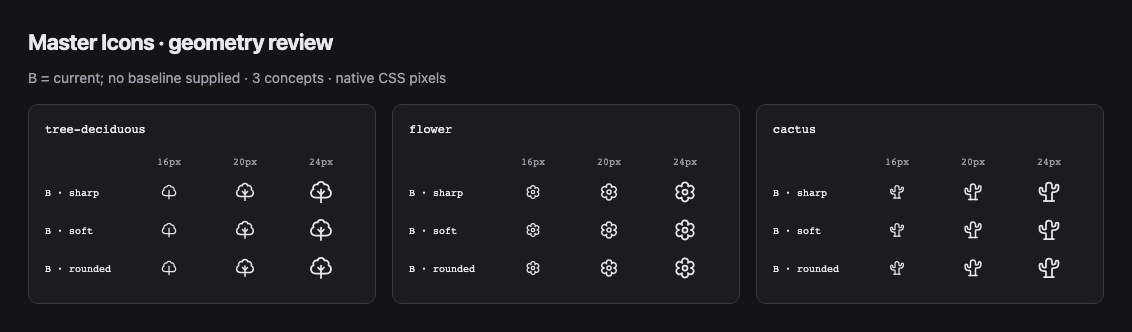 Master Icons · geometry review
B = current; no baseline supplied · 3 concepts · native CSS pixels
tree-deciduous
16px 20px 24px
B · sharp
B · soft
B · rounded
flower
16px 20px 24px
B · sharp
B · soft
B · rounded
cactus
16px 20px 24px
B · sharp
B · soft
B · rounded